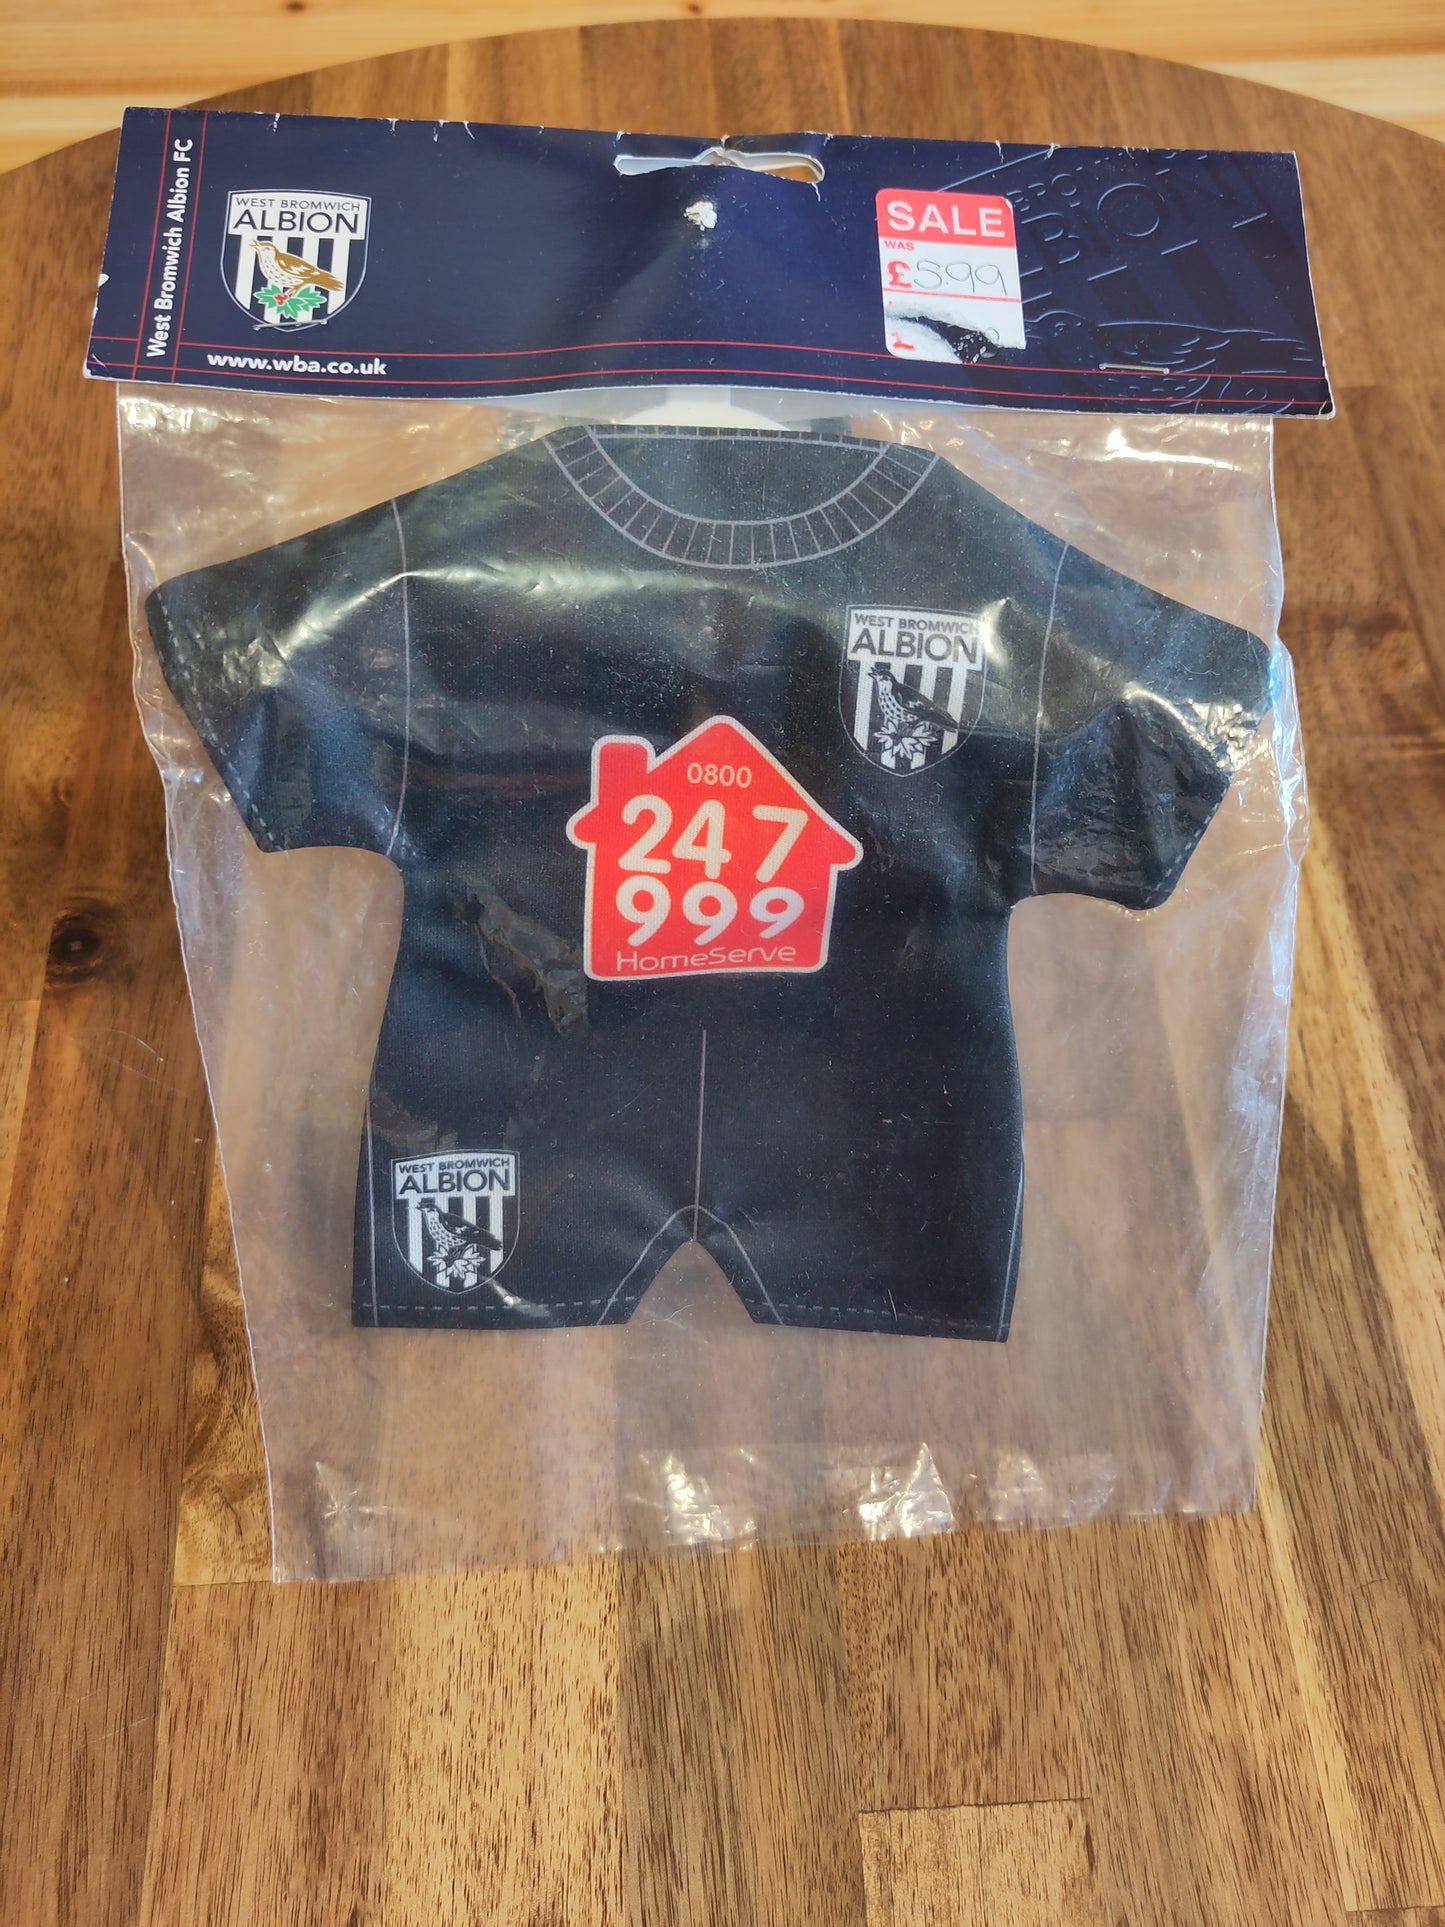 West Bromwich Albion FC
WEST BROMWICH
ALBION
www.wba.co.uk
SALE
WAS
£5.99
£
ALBION
WEST BROMWICH
ALBION
0800
247
999
HomeServe
WEST BROMWICH
ALBION